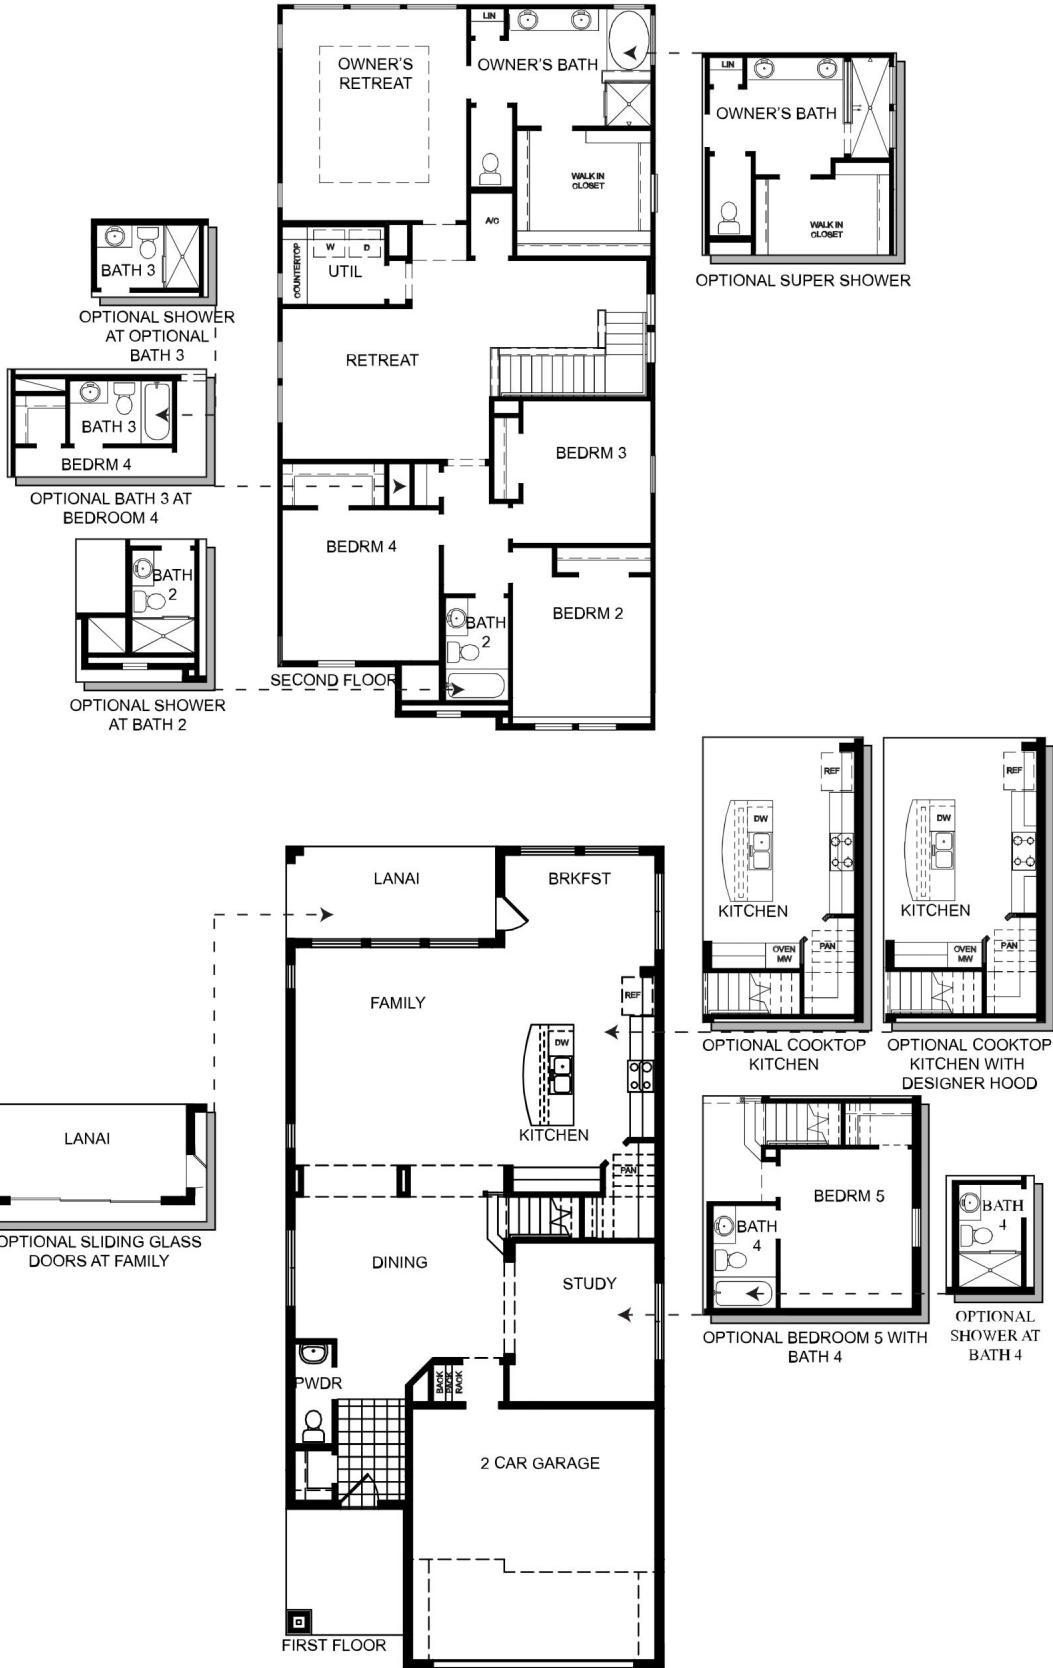 OWNER'S
RETREAT
LIN
OWNER'S BATH
WALK IN
CLOSET
A/C
COUNTERTOP
W
D
UTIL
RETREAT
BEDRM 3
BEDRM 4
BEDRM 2
BATH
2
SECOND FLOOR
LIN
OWNER'S BATH
WALK IN
CLOSET
OPTIONAL SUPER SHOWER
BATH 3
OPTIONAL SHOWER
AT OPTIONAL
BATH 3
BATH 3
BEDRM 4
OPTIONAL BATH 3 AT
BEDROOM 4
BATH
2
OPTIONAL SHOWER
AT BATH 2
LANAI
BRKFST
FAMILY
REF
DW
KITCHEN
PAN
DINING
STUDY
PWDR
BACK
PACK
RACK
2 CAR GARAGE
FIRST FLOOR
REF
DW
KITCHEN
OVEN
MW
PAN
OPTIONAL COOKTOP
KITCHEN
REF
DW
KITCHEN
OVEN
MW
PAN
OPTIONAL COOKTOP
KITCHEN WITH
DESIGNER HOOD
LANAI
OPTIONAL SLIDING GLASS
DOORS AT FAMILY
BEDRM 5
BATH
4
OPTIONAL BEDROOM 5 WITH
BATH 4
BATH
4
OPTIONAL
SHOWER AT
BATH 4